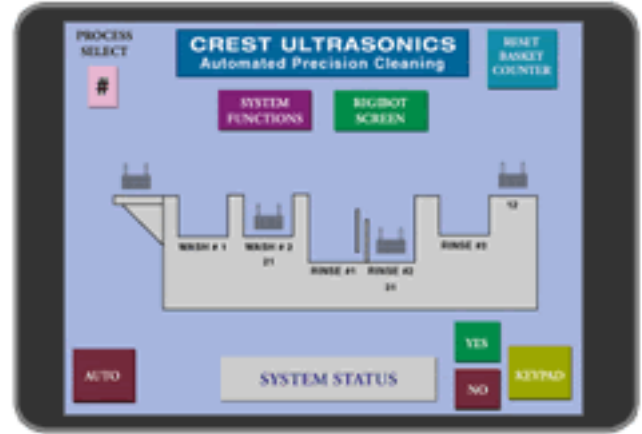 PROCESS
SELECT
#
CREST ULTRASONICS
Automated Precision Cleaning
RESET
BASKET
COUNTER
SYSTEM
FUNCTIONS
RIGIBOT
SCREEN
12
WASH # 1
WASH # 2
21
RINSE #1
RINSE #2
31
RINSE #3
AUTO
SYSTEM STATUS
YES
NO
KEYPAD